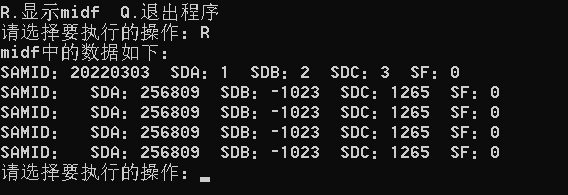 R.显示midf  Q.退出程序
请选择要执行的操作: R
midf中的数据如下:
SAMID: 20220303  SDA: 1  SDB: 2  SDC: 3  SF: 0
SAMID:   SDA: 256809  SDB: -1023  SDC: 1265  SF: 0
SAMID:   SDA: 256809  SDB: -1023  SDC: 1265  SF: 0
SAMID:   SDA: 256809  SDB: -1023  SDC: 1265  SF: 0
SAMID:   SDA: 256809  SDB: -1023  SDC: 1265  SF: 0
请选择要执行的操作: